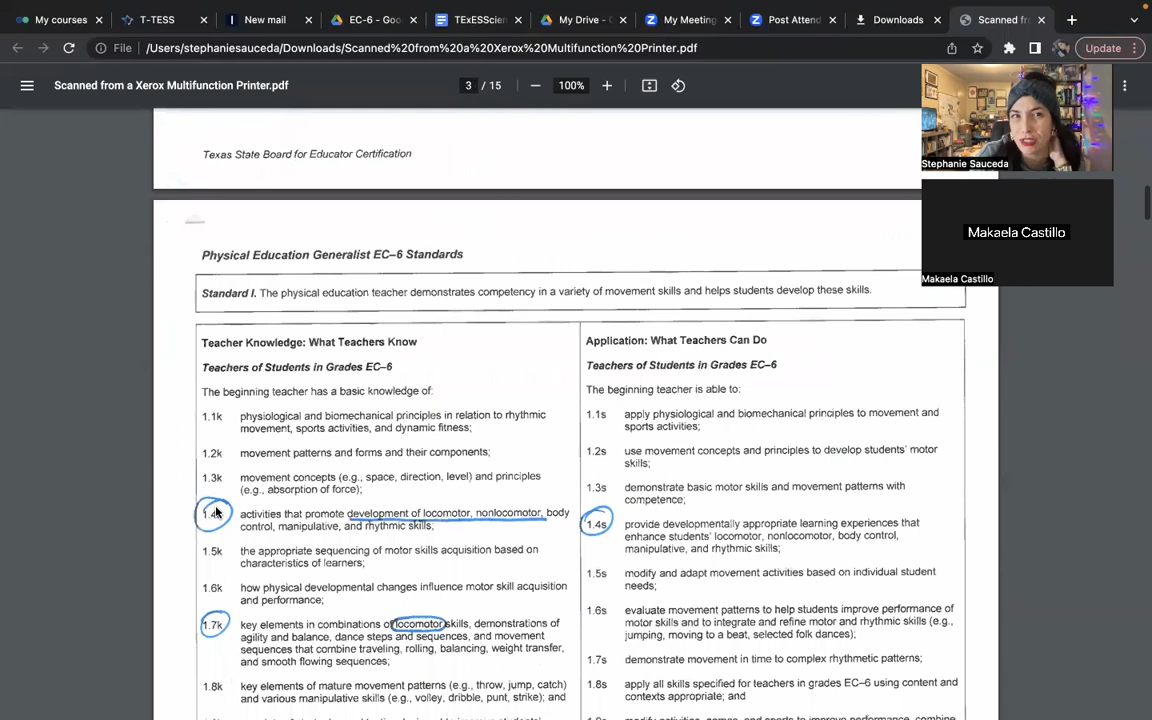 My courses
T-TESS
New mail
EC-6 - Goo
TExESScien
My Drive - G
My Meeting
Post Attend
Downloads
Scanned fr
File
/Users/stephaniesauceda/Downloads/Scanned%20from%20a%20Xerox%20Multifunction%20Printer.pdf
Update
Scanned from a Xerox Multifunction Printer.pdf
3 / 15
100%
Stephanie Sauceda
Makaela Castillo
Makaela Castillo
Texas State Board for Educator Certification
Physical Education Generalist EC–6 Standards
Standard I. The physical education teacher demonstrates competency in a variety of movement skills and helps students develop these skills.
Teacher Knowledge: What Teachers Know
Teachers of Students in Grades EC–6
The beginning teacher has a basic knowledge of:
1.1k physiological and biomechanical principles in relation to rhythmic
movement, sports activities, and dynamic fitness;
1.2k movement patterns and forms and their components;
1.3k movement concepts (e.g., space, direction, level) and principles
(e.g., absorption of force);
1.4k activities that promote development of locomotor, nonlocomotor, body
control, manipulative, and rhythmic skills;
1.5k the appropriate sequencing of motor skills acquisition based on
characteristics of learners;
1.6k how physical developmental changes influence motor skill acquisition
and performance;
1.7k key elements in combinations of locomotor skills, demonstrations of
agility and balance, dance steps and sequences, and movement
sequences that combine traveling, rolling, balancing, weight transfer,
and smooth flowing sequences;
1.8k key elements of mature movement patterns (e.g., throw, jump, catch)
and various manipulative skills (e.g., volley, dribble, punt, strike); and
Application: What Teachers Can Do
Teachers of Students in Grades EC–6
The beginning teacher is able to:
1.1s apply physiological and biomechanical principles to movement and
sports activities;
1.2s use movement concepts and principles to develop students' motor
skills;
1.3s demonstrate basic motor skills and movement patterns with
competence;
1.4s provide developmentally appropriate learning experiences that
enhance students' locomotor, nonlocomotor, body control,
manipulative, and rhythmic skills;
1.5s modify and adapt movement activities based on individual student
needs;
1.6s evaluate movement patterns to help students improve performance of
motor skills and to integrate and refine motor and rhythmic skills (e.g.,
jumping, moving to a beat, selected folk dances);
1.7s demonstrate movement in time to complex rhythmetic patterns;
1.8s apply all skills specified for teachers in grades EC–6 using content and
contexts appropriate; and